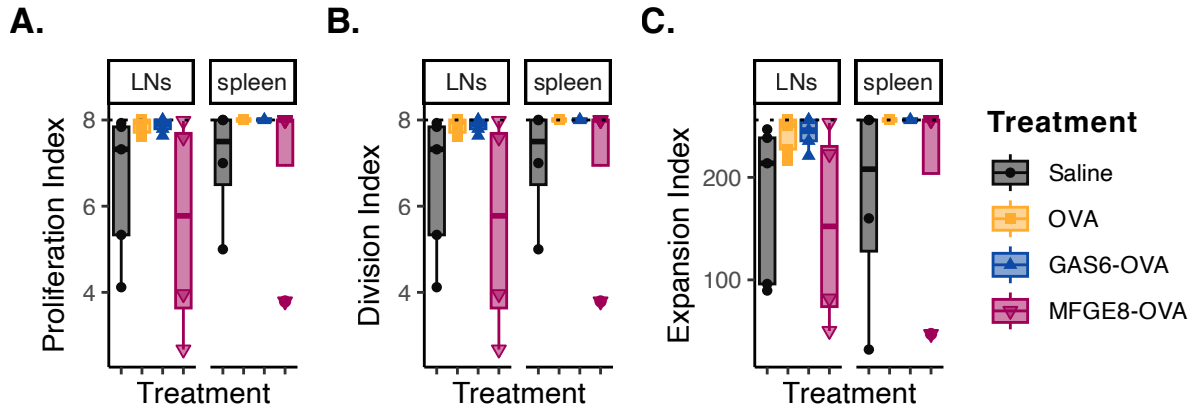 A.
LNs
spleen
8
6
4
Proliferation Index
Treatment
B.
LNs
spleen
8
6
4
Division Index
Treatment
C.
LNs
spleen
200
100
Expansion Index
Treatment
Treatment
Saline
OVA
GAS6-OVA
MFGE8-OVA